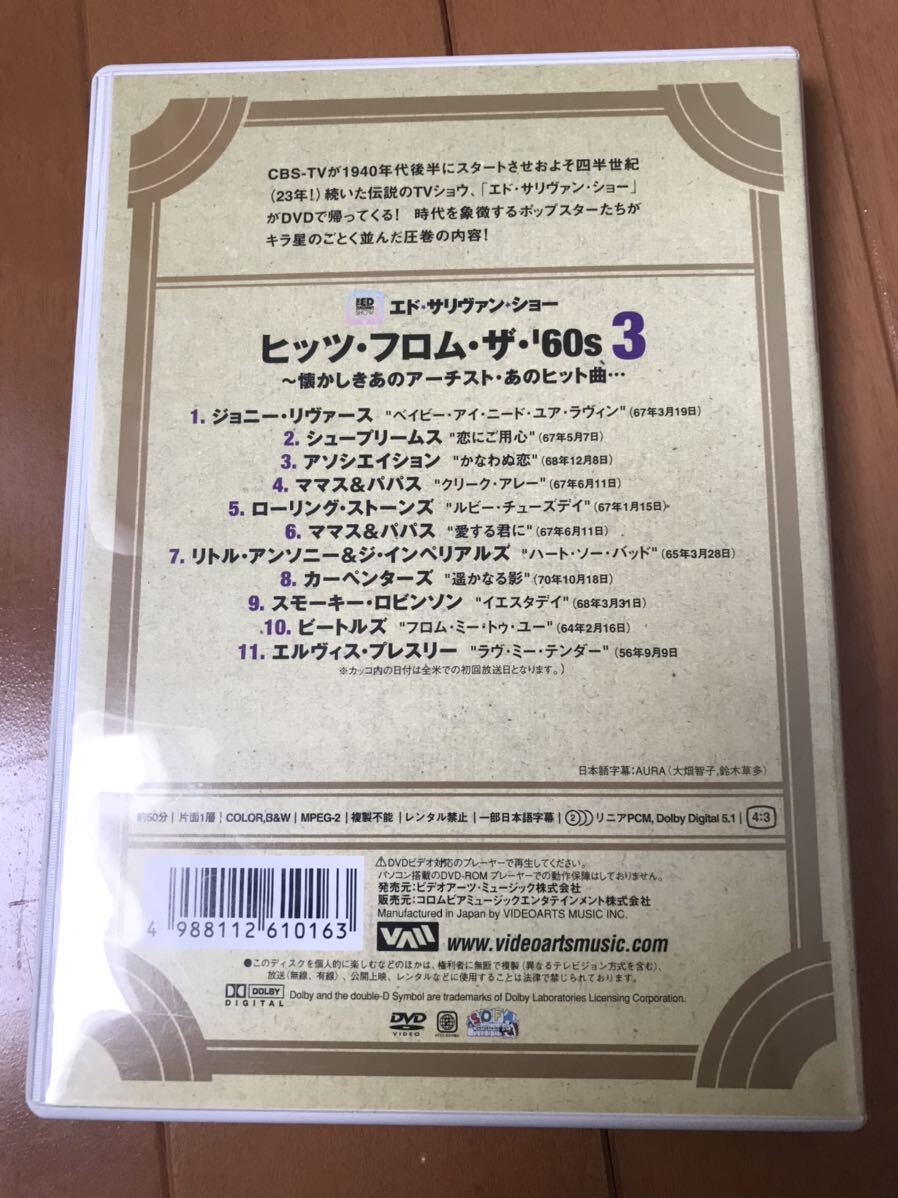 CBS-TVが1940年代後半にスタートさせおよそ四半世紀
（23年！）続いた伝説のTVショウ、「エド・サリヴァン・ショー」
がDVDで帰ってくる！ 時代を象徴するポップスターたちが
キラ星のごとく並んだ圧巻の内容！
エド・サリヴァン・ショー
ヒッツ・フロム・ザ・'60s 3
～懐かしきあのアーチスト・あのヒット曲…
1. ジョニー・リヴァース "ベイビー・アイ・ニード・ユア・ラヴィン"（67年3月19日）
2. シュープリームス "恋にご用心"（67年5月7日）
3. アソシエイション "かなわぬ恋"（68年12月8日）
4. ママス&パパス "クリーク・アレー"（67年6月11日）
5. ローリング・ストーンズ "ルビー・チューズデイ"（67年1月15日）
6. ママス&パパス "愛する君に"（67年6月11日）
7. リトル・アンソニー&ジ・インペリアルズ "ハート・ソー・バッド"（65年3月28日）
8. カーペンターズ "遥かなる影"（70年10月18日）
9. スモーキー・ロビンソン "イエスタデイ"（68年3月31日）
10. ビートルズ "フロム・ミー・トゥ・ユー"（64年2月16日）
11. エルヴィス・プレスリー "ラヴ・ミー・テンダー"（56年9月9日
※カッコ内の日付は全米での初回放送日となります。）
日本語字幕：AURA（大畑智子,鈴木草多）
約50分 | 片面1層 | COLOR,B&W | MPEG-2 | 複製不能 | レンタル禁止 | 一部日本語字幕 | 2 リニアPCM, Dolby Digital 5.1 | 4:3
⚠DVDビデオ対応のプレーヤーで再生してください。
パソコン搭載のDVD-ROM プレーヤーでの動作保障はしておりません。
発売元：ビデオアーツ・ミュージック株式会社
販売元：コロムビアミュージックエンタテインメント株式会社
Manufactured in Japan by VIDEOARTS MUSIC INC.
4 988112 610163
VAM www.videoartsmusic.com
●このディスクを個人的に楽しむなどのほかは、権利者に無断で複製（異なるテレビジョン方式を含む）、
放送（無線、有線）、公開上映、レンタルなどに使用することは法律で禁じられております。
DOLBY DIGITAL Dolby and the double-D Symbol are trademarks of Dolby Laboratories Licensing Corporation.
DVD VIDEO 2 SOFA